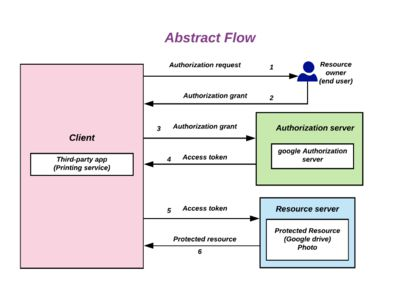 Abstract Flow
Authorization request 1
Resource
owner
(end user)
Authorization grant 2
Client
Third-party app
(Printing service)
3 Authorization grant
4 Access token
Authorization server
google Authorization
server
5 Access token
Protected resource
6
Resource server
Protected Resource
(Google drive)
Photo